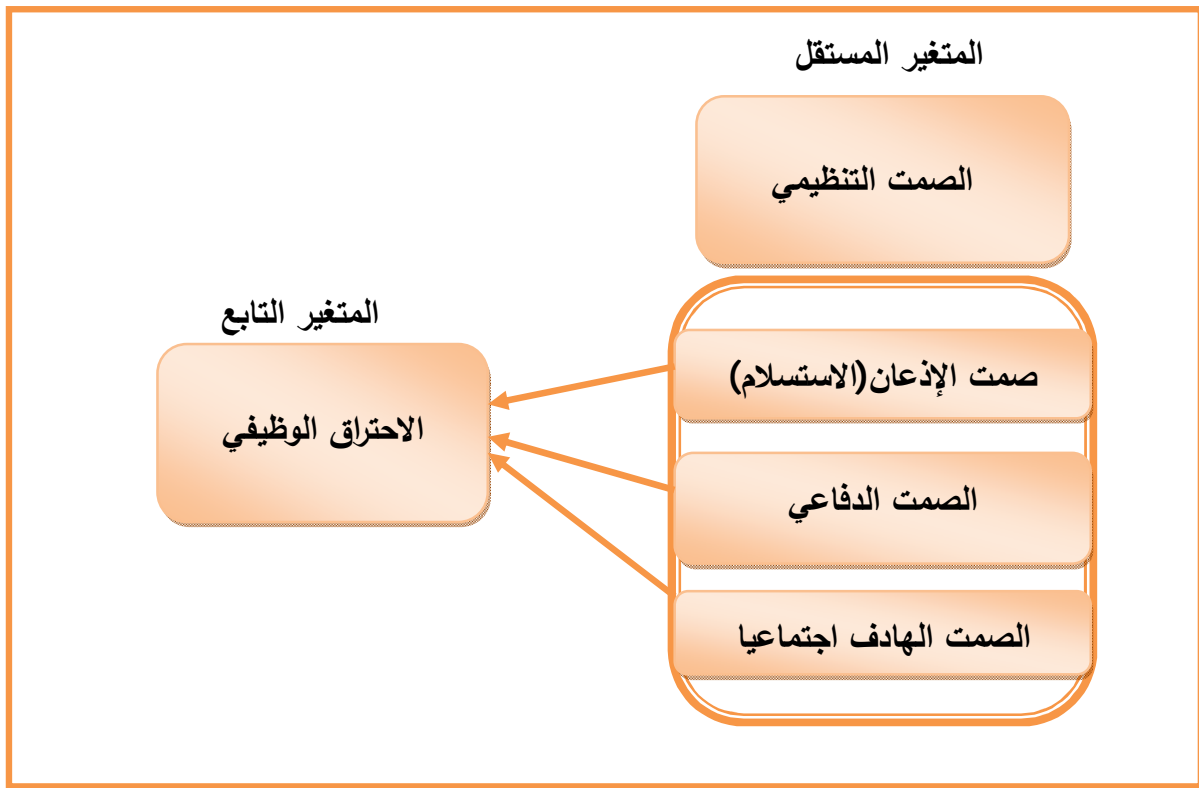 المتغير المستقل
الصمت التنظيمي
المتغير التابع
صمت الإذعان(الاستسلام)
الاحتراق الوظيفي
الصمت الدفاعي
الصمت الهادف اجتماعيا